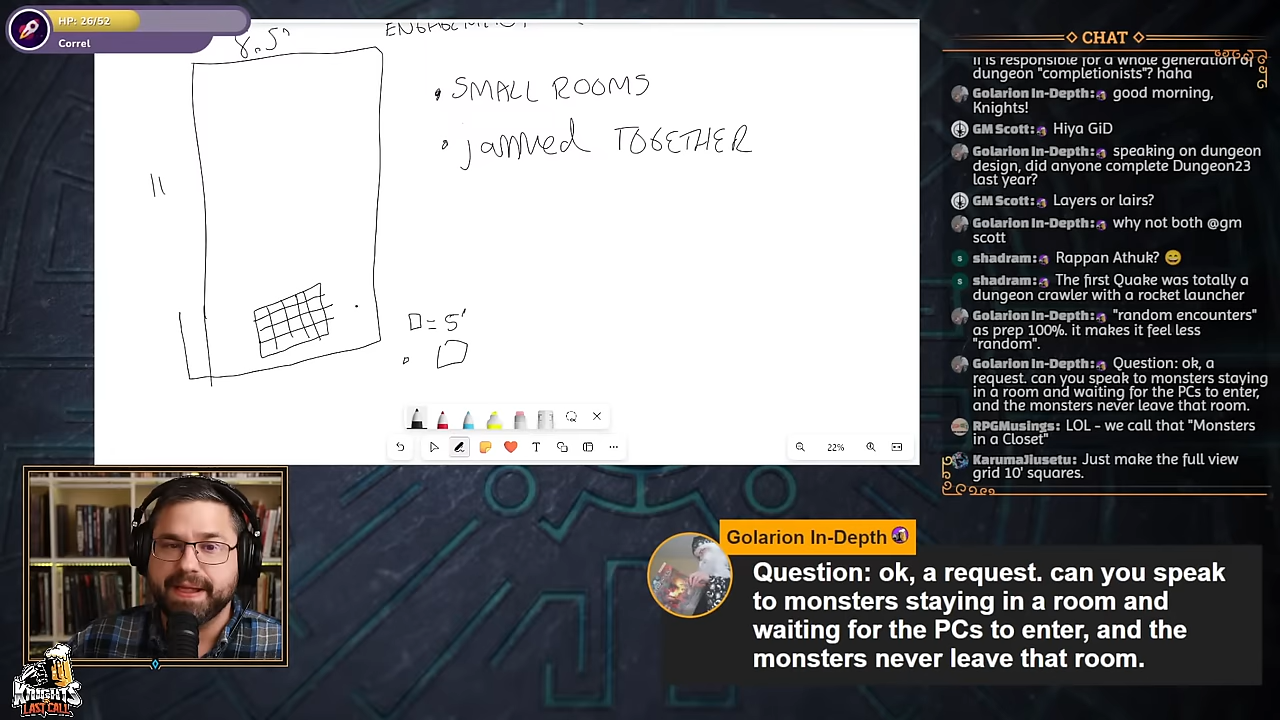 HP: 26/52
Correl
8.5"
ENGAGEMENT
• SMALL ROOMS
• jammed TOGETHER
11
□ = 5'
22%
CHAT
it is responsible for a whole generation of
dungeon "completionists"? haha
Golarion In-Depth: good morning,
Knights!
GM Scott: Hiya GiD
Golarion In-Depth: speaking on dungeon
design, did anyone complete Dungeon23
last year?
GM Scott: Layers or lairs?
Golarion In-Depth: why not both @gm
scott
shadram: Rappan Athuk? 😄
shadram: The first Quake was totally a
dungeon crawler with a rocket launcher
Golarion In-Depth: "random encounters"
as prep 100%. it makes it feel less
"random".
Golarion In-Depth: Question: ok, a
request. can you speak to monsters staying
in a room and waiting for the PCs to enter,
and the monsters never leave that room.
RPGMusings: LOL - we call that "Monsters
in a Closet"
KarumaJiusetu: Just make the full view
grid 10' squares.
Golarion In-Depth
Question: ok, a request. can you speak
to monsters staying in a room and
waiting for the PCs to enter, and the
monsters never leave that room.
KNIGHTS
LAST CALL